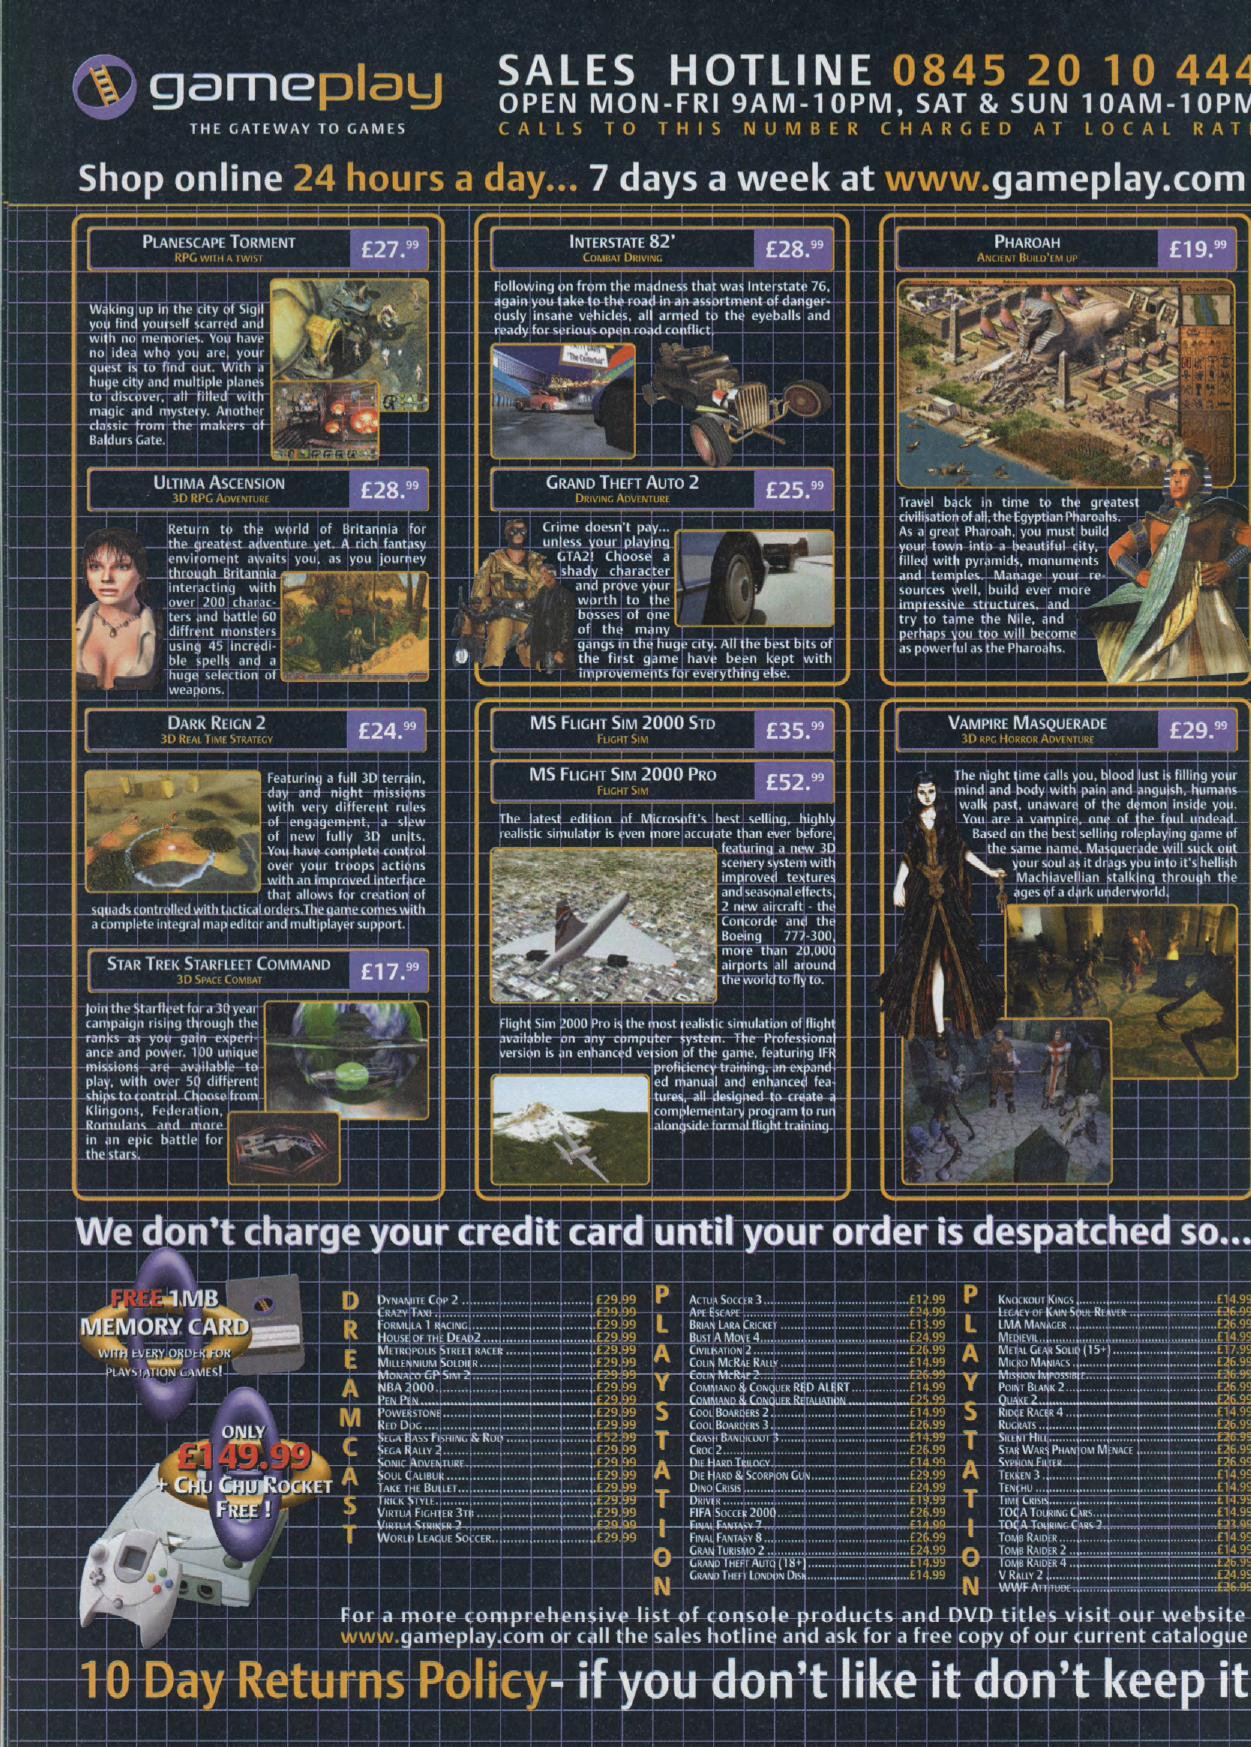 gameplay
THE GATEWAY TO GAMES
SALES HOTLINE 0845 20 10 444
OPEN MON-FRI 9AM-10PM, SAT & SUN 10AM-10PM
CALLS TO THIS NUMBER CHARGED AT LOCAL RAT
Shop online 24 hours a day... 7 days a week at www.gameplay.com
PLANESCAPE TORMENT
RPG WITH A TWIST
£27.99
Waking up in the city of Sigil
you find yourself scarred and
with no memories. You have
no idea who you are, your
quest is to find out. With a
huge city and multiple planes
to discover, all filled with
magic and mystery. Another
classic from the makers of
Baldurs Gate.
ULTIMA ASCENSION
3D RPG ADVENTURE
£28.99
Return to the world of Britannia for
the greatest adventure yet. A rich fantasy
enviroment awaits you, as you journey
through Britannia
interacting with
over 200 charac-
ters and battle 60
diffrent monsters
using 45 incredi-
ble spells and a
huge selection of
weapons.
DARK REIGN 2
3D REAL TIME STRATEGY
£24.99
Featuring a full 3D terrain,
day and night missions
with very different rules
of engagement, a slew
of new fully 3D units.
You have complete control
over your troops actions
with an improved interface
that allows for creation of
squads controlled with tactical orders.The game comes with
a complete integral map editor and multiplayer support.
STAR TREK STARFLEET COMMAND
3D SPACE COMBAT
£17.99
Join the Starfleet for a 30 year
campaign rising through the
ranks as you gain experi-
ance and power. 100 unique
missions are available to
play, with over 50 different
ships to control. Choose from
Klingons, Federation,
Romulans and more
in an epic battle for
the stars.
INTERSTATE 82'
COMBAT DRIVING
£28.99
Following on from the madness that was Interstate 76,
again you take to the road in an assortment of danger-
ously insane vehicles, all armed to the eyeballs and
ready for serious open road conflict.
GRAND THEFT AUTO 2
DRIVING ADVENTURE
£25.99
Crime doesn't pay...
unless your playing
GTA2! Choose a
shady character
and prove your
worth to the
bosses of one
of the many
gangs in the huge city. All the best bits of
the first game have been kept with
improvements for everything else.
MS FLIGHT SIM 2000 STD
FLIGHT SIM
£35.99
MS FLIGHT SIM 2000 PRO
FLIGHT SIM
£52.99
The latest edition of Microsoft's best selling, highly
realistic simulator is even more accurate than ever before,
featuring a new 3D
scenery system with
improved textures
and seasonal effects,
2 new aircraft - the
Concorde and the
Boeing 777-300,
more than 20,000
airports all around
the world to fly to.
Flight Sim 2000 Pro is the most realistic simulation of flight
available on any computer system. The Professional
version is an enhanced version of the game, featuring IFR
proficiency training, an expand-
ed manual and enhanced fea-
tures, all designed to create a
complementary program to run
alongside formal flight training.
PHAROAH
ANCIENT BUILD'EM UP
£19.99
Travel back in time to the greatest
civilisation of all, the Egyptian Pharoahs.
As a great Pharoah, you must build
your town into a beautiful city,
filled with pyramids, monuments
and temples. Manage your re-
sources well, build ever more
impressive structures, and
try to tame the Nile, and
perhaps you too will become
as powerful as the Pharoahs.
VAMPIRE MASQUERADE
3D RPG HORROR ADVENTURE
£29.99
The night time calls you, blood lust is filling your
mind and body with pain and anguish, humans
walk past, unaware of the demon inside you.
You are a vampire, one of the foul undead.
Based on the best selling roleplaying game of
the same name, Masquerade will suck out
your soul as it drags you into it's hellish
Machiavellian stalking through the
ages of a dark underworld.
We don't charge your credit card until your order is despatched so...
FREE 1MB
MEMORY CARD
WITH EVERY ORDER FOR
PLAYSTATION GAMES!
ONLY
£149.99
+ CHU CHU ROCKET
FREE !
DREAMCAST
DYNAMITE COP 2 £29.99
CRAZY TAXI £29.99
FORMULA 1 RACING £29.99
HOUSE OF THE DEAD2 £29.99
METROPOLIS STREET RACER £29.99
MILLENNIUM SOLDIER £29.99
MONACO GP SIM 2 £29.99
NBA 2000 £29.99
PEN PEN £29.99
POWERSTONE £29.99
RED DOG £29.99
SEGA BASS FISHING & ROD £52.99
SEGA RALLY 2 £29.99
SONIC ADVENTURE £29.99
SOUL CALIBUR £29.99
TAKE THE BULLET £29.99
TRICK STYLE £29.99
VIRTUA FIGHTER 3TB £29.99
VIRTUA STRIKER 2 £29.99
WORLD LEAGUE SOCCER £29.99
PLAYSTATION
ACTUA SOCCER 3 £12.99
APE ESCAPE £24.99
BRIAN LARA CRICKET £13.99
BUST A MOVE 4 £24.99
CIVILISATION 2 £26.99
COLIN MCRAE RALLY £14.99
COLIN MCRAE 2 £26.99
COMMAND & CONQUER RED ALERT £14.99
COMMAND & CONQUER RETALIATION £25.99
COOL BOARDERS 2 £14.99
COOL BOARDERS 3 £26.99
CRASH BANDICOOT 3 £14.99
CROC 2 £26.99
DIE HARD TRILOGY £14.99
DIE HARD & SCORPION GUN £29.99
DINO CRISIS £24.99
DRIVER £19.99
FIFA SOCCER 2000 £26.99
FINAL FANTASY 7 £14.99
FINAL FANTASY 8 £26.99
GRAN TURISMO 2 £24.99
GRAND THEFT AUTO (18+) £14.99
GRAND THEFT LONDON DISK £14.99
PLAYSTATION
KNOCKOUT KINGS £14.99
LEGACY OF KAIN SOUL REAVER £26.99
LMA MANAGER £26.99
MEDIEVIL £14.99
METAL GEAR SOLID (15+) £17.99
MICRO MANIACS £26.99
MISSION IMPOSSIBLE £26.99
POINT BLANK 2 £26.99
QUAKE 2 £26.99
RIDGE RACER 4 £14.99
RUGRATS £14.99
SILENT HILL £26.99
STAR WARS PHANTOM MENACE £26.99
SYPHON FILTER £14.99
TEKKEN 3 £14.99
TENCHU £14.99
TIME CRISIS £14.99
TOCA TOURING CARS £14.99
TOCA TOURING CARS 2 £23.99
TOMB RAIDER £14.99
TOMB RAIDER 2 £14.99
TOMB RAIDER 4 £26.99
V RALLY 2 £24.99
WWF ATTITUDE £26.99
For a more comprehensive list of console products and DVD titles visit our website
www.gameplay.com or call the sales hotline and ask for a free copy of our current catalogue
10 Day Returns Policy- if you don't like it don't keep it